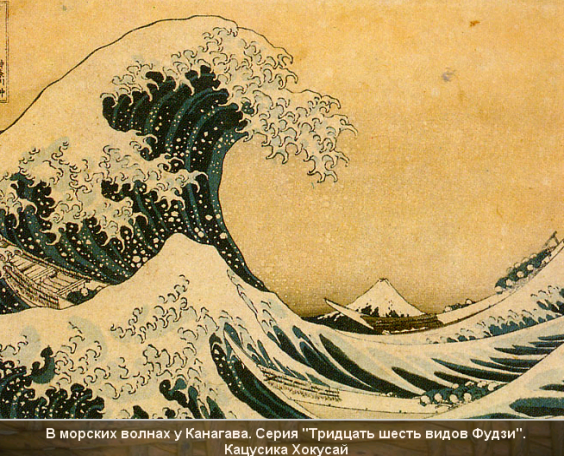 В морских волнах у Канагава. Серия "Тридцать шесть видов Фудзи".
Кацусика Хокусай